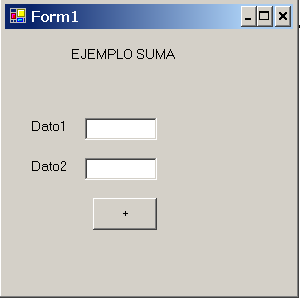 Form1
EJEMPLO SUMA
Dato1
Dato2
+